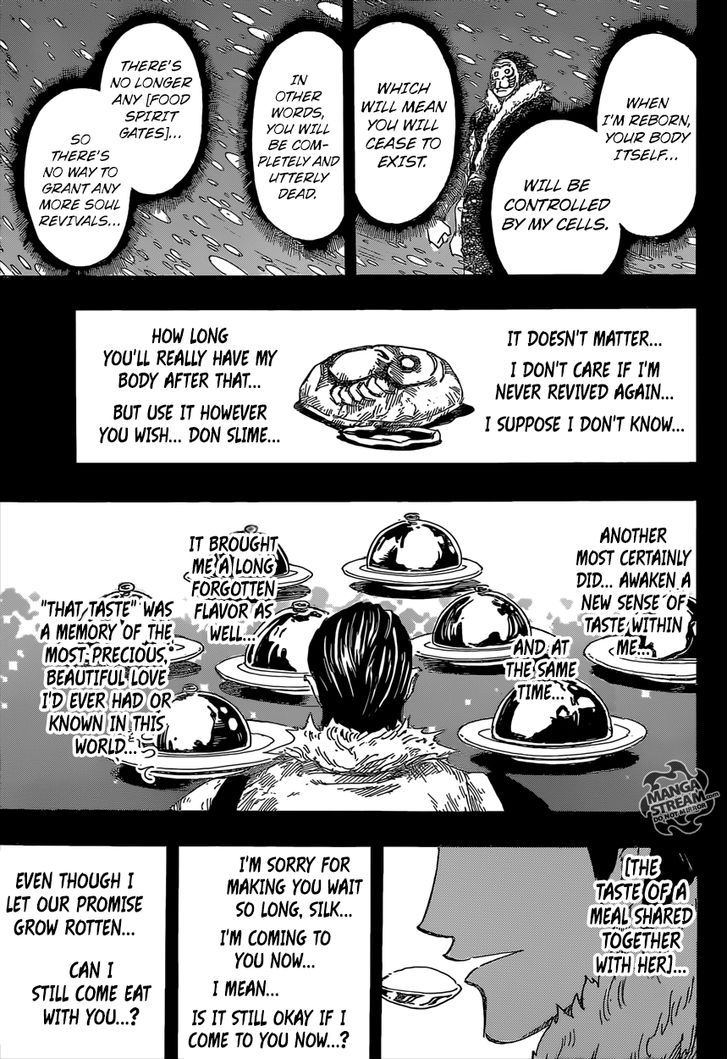 WHEN
I'M REBORN,
YOUR BODY
ITSELF...
WILL BE
CONTROLLED
BY MY CELLS.
WHICH
WILL MEAN
YOU WILL
CEASE TO
EXIST.
IN
OTHER
WORDS,
YOU WILL
BE COM-
PLETELY AND
UTTERLY
DEAD.
THERE'S
NO LONGER
ANY [FOOD
SPIRIT
GATES]...
SO
THERE'S
NO WAY TO
GRANT ANY
MORE SOUL
REVIVALS...
IT DOESN'T MATTER...
I DON'T CARE IF I'M
NEVER REVIVED AGAIN...
I SUPPOSE I DON'T KNOW...
HOW LONG
YOU'LL REALLY HAVE MY
BODY AFTER THAT...
BUT USE IT HOWEVER
YOU WISH... DON SLIME...
ANOTHER
MOST CERTAINLY
DID... AWAKEN A
NEW SENSE OF
TASTE WITHIN
ME...
AND AT
THE SAME
TIME...
IT BROUGHT
ME A LONG
FORGOTTEN
FLAVOR AS
WELL...
"THAT TASTE" WAS
A MEMORY OF THE
MOST PRECIOUS,
BEAUTIFUL LOVE
I'D EVER HAD OR
KNOWN IN THIS
WORLD...
MANGA
STREAM.com
DO NOT MIRROR
[THE
TASTE OF A
MEAL SHARED
TOGETHER
WITH HER]...
I'M SORRY FOR
MAKING YOU WAIT
SO LONG, SILK...
I'M COMING TO
YOU NOW...
I MEAN...
IS IT STILL OKAY IF I
COME TO YOU NOW...?
EVEN THOUGH I
LET OUR PROMISE
GROW ROTTEN...
CAN I
STILL COME EAT
WITH YOU...?